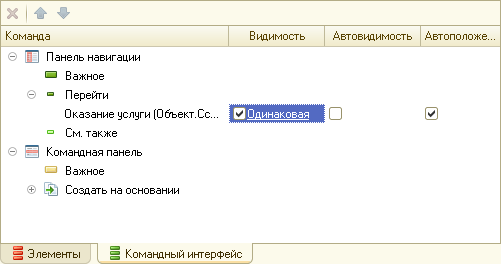 Команда Видимость Автовидимость Автоположе...
Панель навигации
Важное
Перейти
Оказание услуги (Объект.Сс... Одинаковая
См. также
Командная панель
Важное
Создать на основании
Элементы Командный интерфейс